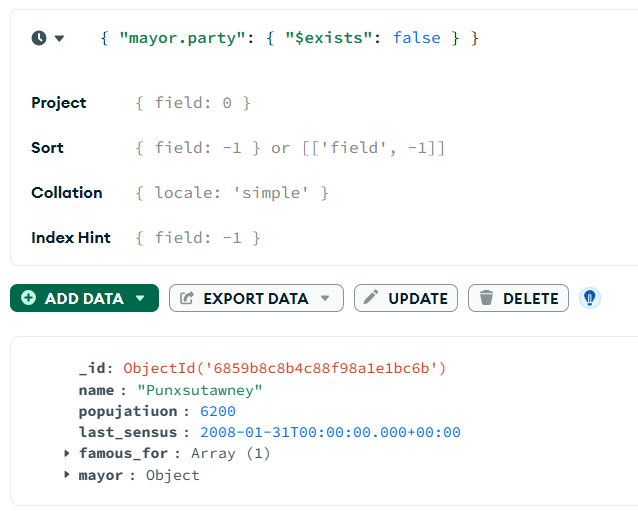 { "mayor.party": { "$exists": false } }
Project { field: 0 }
Sort { field: -1 } or [['field', -1]]
Collation { locale: 'simple' }
Index Hint { field: -1 }
ADD DATA EXPORT DATA UPDATE DELETE
_id: ObjectId('6859b8c8b4c88f98a1e1bc6b')
name : "Punxsutawney"
popujatiuon : 6200
last_sensus : 2008-01-31T00:00:00.000+00:00
famous_for : Array (1)
mayor : Object